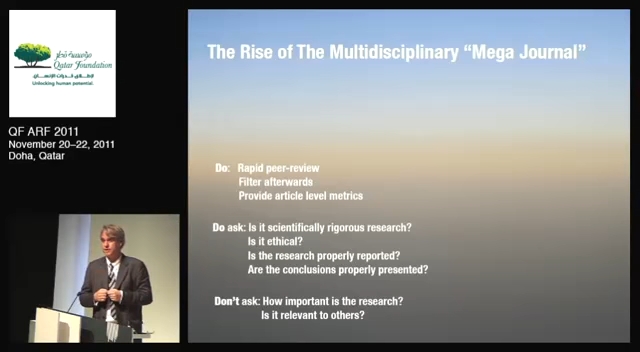 مؤسسة قطر
Qatar Foundation
Unlocking human potential.
QF ARF 2011
November 20–22, 2011
Doha, Qatar
The Rise of The Multidisciplinary “Mega Journal”
Do: Rapid peer-review
Filter afterwards
Provide article level metrics
Do ask: Is it scientifically rigorous research?
Is it ethical?
Is the research properly reported?
Are the conclusions properly presented?
Don’t ask: How important is the research?
Is it relevant to others?